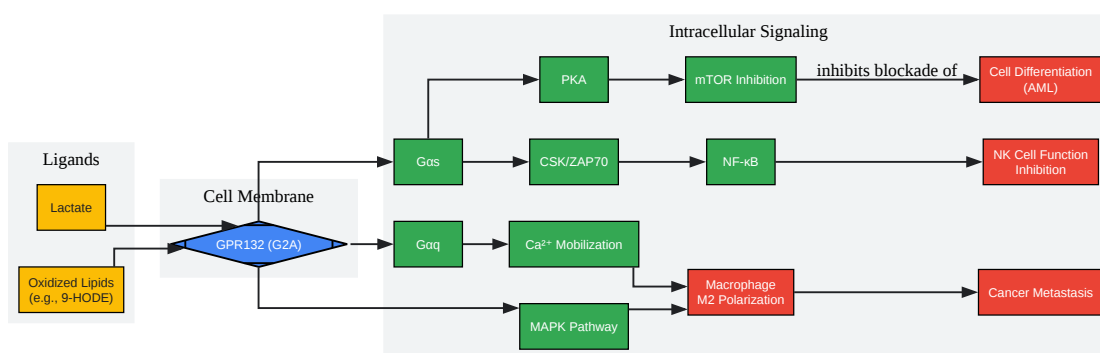 Intracellular Signaling
PKA
mTOR Inhibition
inhibits blockade of
Cell Differentiation
(AML)
Ligands
Gαs
CSK/ZAP70
NF-κB
NK Cell Function
Inhibition
Cell Membrane
Lactate
GPR132 (G2A)
Gαq
Ca²⁺ Mobilization
Oxidized Lipids
(e.g., 9-HODE)
Macrophage
M2 Polarization
Cancer Metastasis
MAPK Pathway